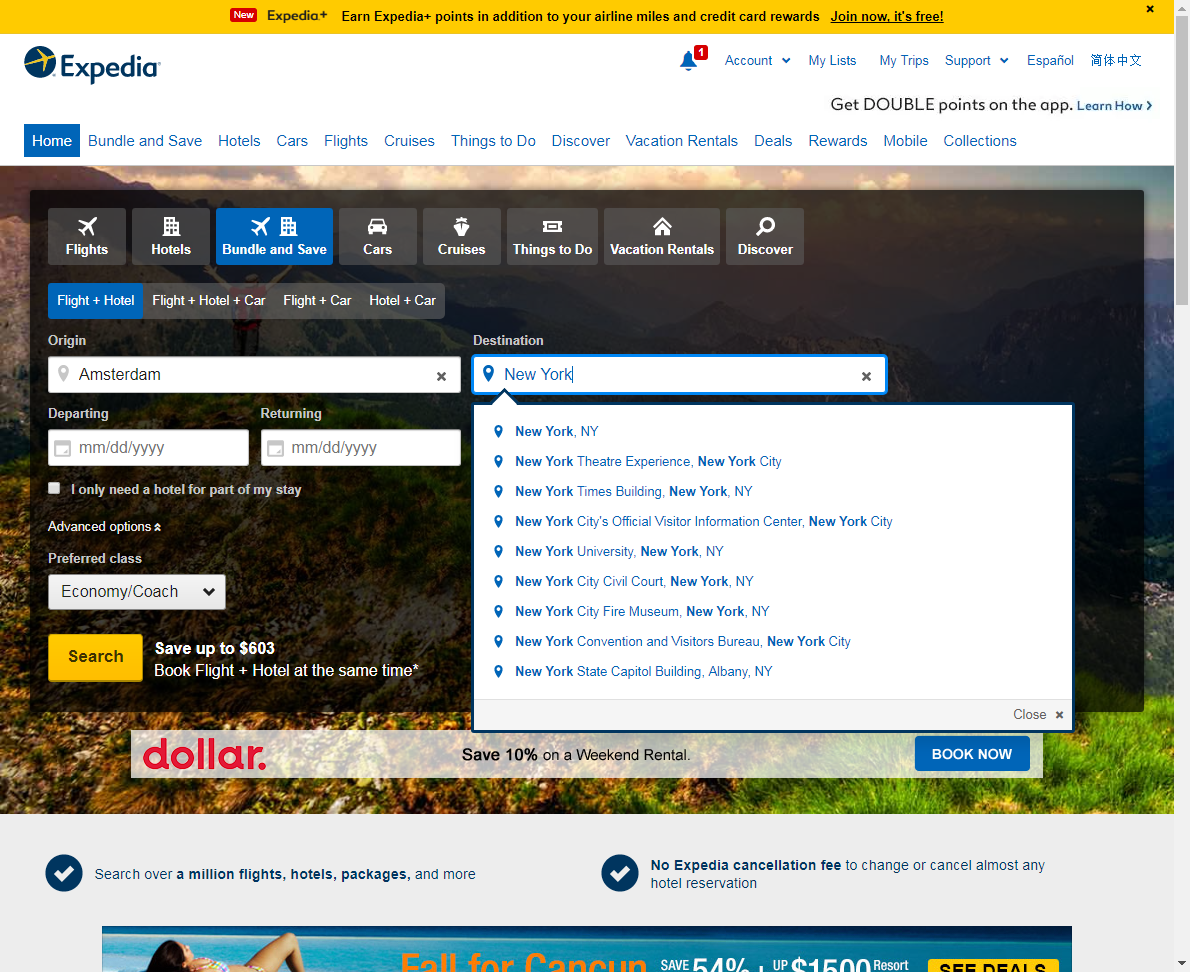 New Expedia+ Earn Expedia+ points in addition to your airline miles and credit card rewards Join now, it's free!
Expedia
1 Account My Lists My Trips Support Español 简体中文
Get DOUBLE points on the app. Learn How
Home Bundle and Save Hotels Cars Flights Cruises Things to Do Discover Vacation Rentals Deals Rewards Mobile Collections
Flights Hotels Bundle and Save Cars Cruises Things to Do Vacation Rentals Discover
Flight + Hotel Flight + Hotel + Car Flight + Car Hotel + Car
Origin Destination
Amsterdam New York
Departing Returning
mm/dd/yyyy mm/dd/yyyy
I only need a hotel for part of my stay
Advanced options
Preferred class
Economy/Coach
Search Save up to $603
Book Flight + Hotel at the same time*
New York, NY
New York Theatre Experience, New York City
New York Times Building, New York, NY
New York City's Official Visitor Information Center, New York City
New York University, New York, NY
New York City Civil Court, New York, NY
New York City Fire Museum, New York, NY
New York Convention and Visitors Bureau, New York City
New York State Capitol Building, Albany, NY
Close
dollar. Save 10% on a Weekend Rental. BOOK NOW
Search over a million flights, hotels, packages, and more
No Expedia cancellation fee to change or cancel almost any
hotel reservation
Fall for Cancun SAVE 54% + UP $1500 Resort SEE DEALS